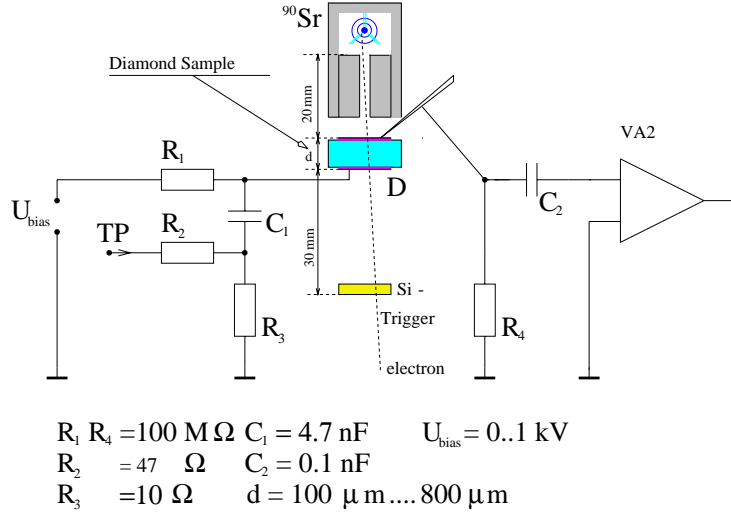 ⁹⁰Sr
Diamond Sample
20 mm
d
VA2
R₁
D
C₂
U_bias
C₁
TP
R₂
30 mm
Si -
Trigger
R₃
R₄
electron
R₁ R₄ =100 M Ω C₁ = 4.7 nF U_bias = 0..1 kV
R₂ = 47 Ω C₂ = 0.1 nF
R₃ =10 Ω d = 100 μ m .... 800 μ m